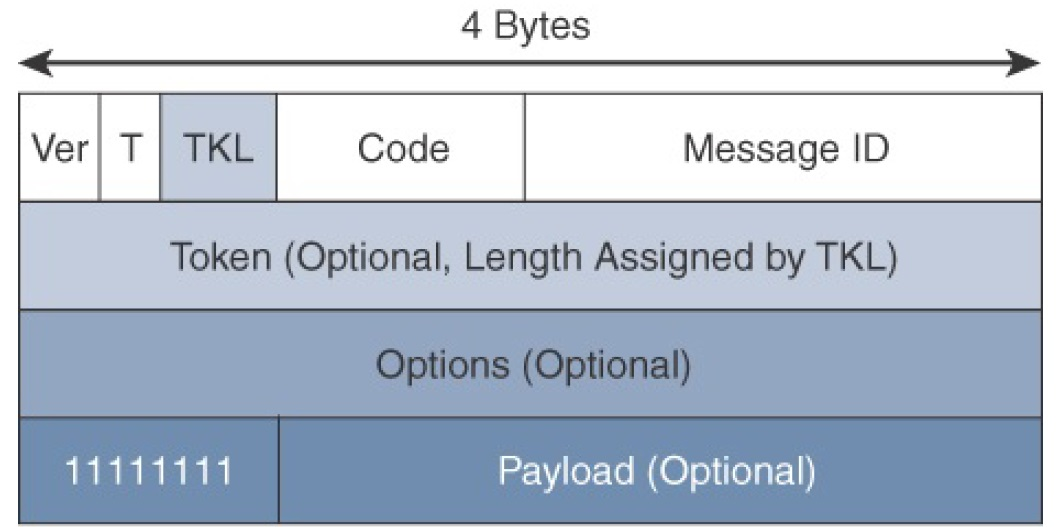 4 Bytes
Ver T TKL Code Message ID
Token (Optional, Length Assigned by TKL)
Options (Optional)
11111111 Payload (Optional)